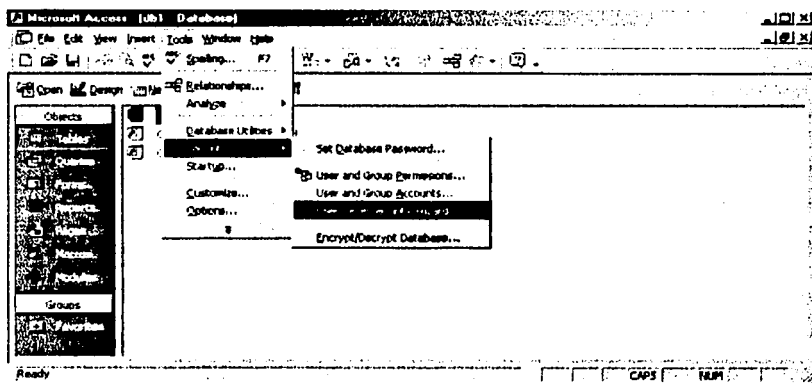 Microsoft Access - [db1 : Database]
File Edit View Insert Tools Window Help
Spelling... F7
Relationships...
Analyze
Database Utilities
Startup...
Customize...
Options...
Set Database Password...
User and Group Permissions...
User and Group Accounts...
Encrypt/Decrypt Database...
Open Design
Objects
Tables
Queries
Forms
Reports
Pages
Macros
Modules
Groups
Favorites
Ready CAPS NUM